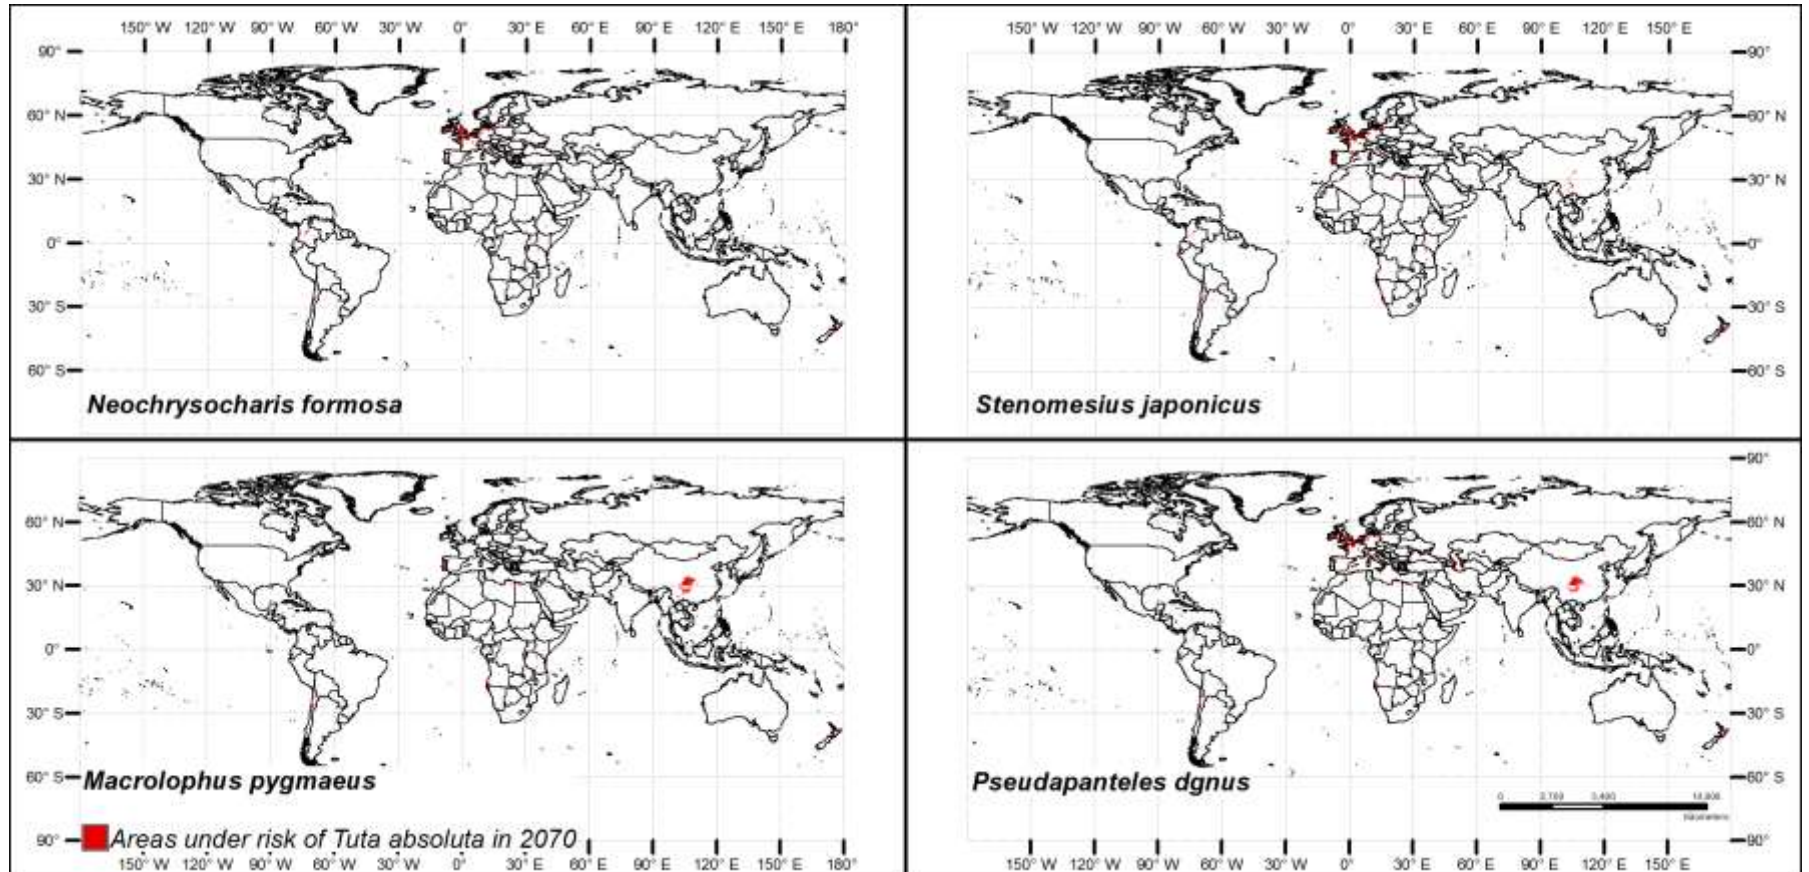 150° W 120° W 90° W 60° W 30° W 0° 30° E 60° E 90° E 120° E 150° E 180°
150° W 120° W 90° W 60° W 30° W 0° 30° E 60° E 90° E 120° E 150° E
90°
60° N
30° N
0°
30° S
60° S
90°
60° N
30° N
0°
30° S
60° S
Neochrysocharis formosa
Stenomesius japonicus
60° N
30° N
0°
30° S
60° S
90°
90°
60° N
30° N
0°
30° S
60° S
90°
Macrolophus pygmaeus
Pseudapanteles dgnus
Areas under risk of Tuta absoluta in 2070
150° W 120° W 90° W 60° W 30° W 0° 30° E 60° E 90° E 120° E 150° E 180°
150° W 120° W 90° W 60° W 30° W 0° 30° E 60° E 90° E 120° E 150° E